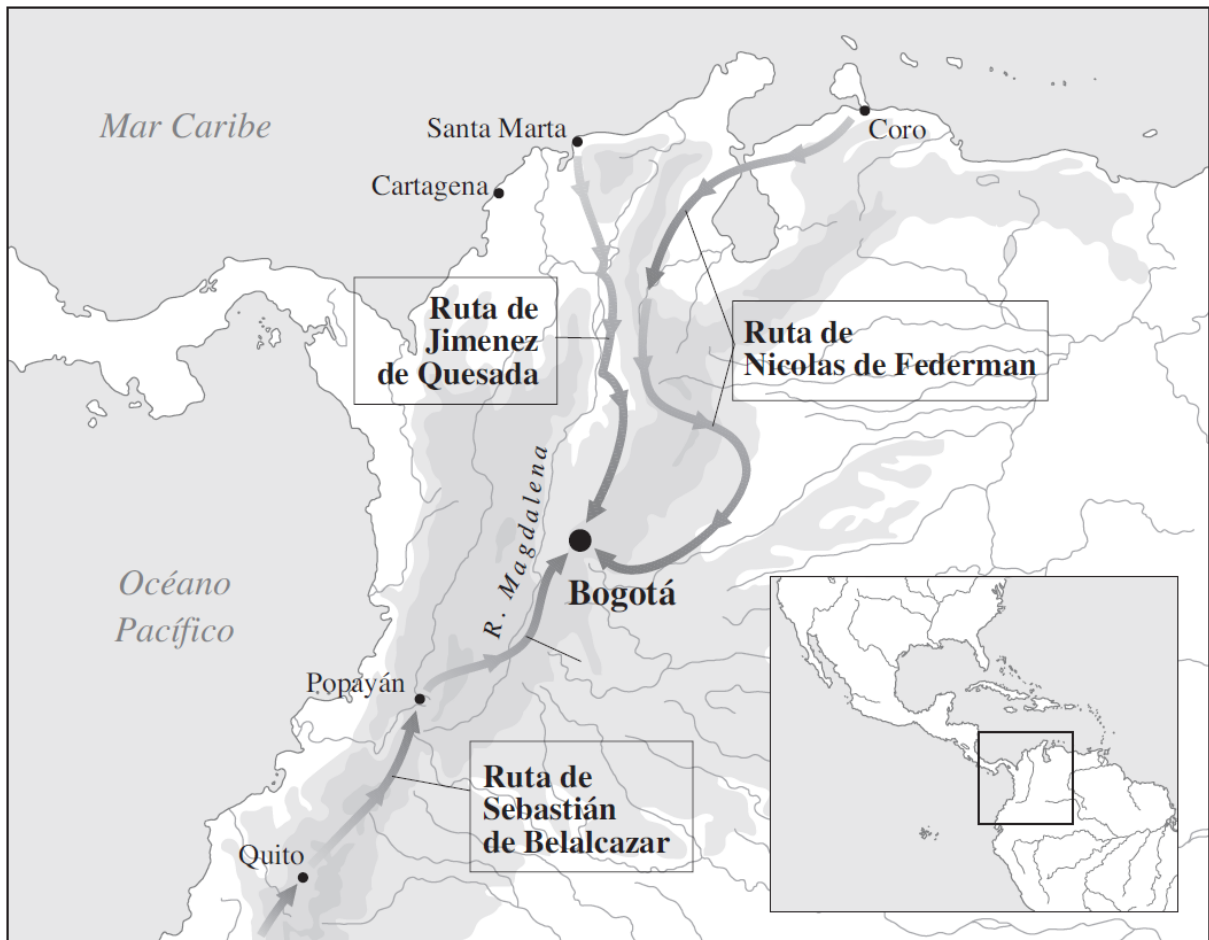 Mar Caribe
Santa Marta
Coro
Cartagena
Ruta de
Jimenez
de Quesada
Ruta de
Nicolas de Federman
R. Magdalena
Bogotá
Océano
Pacífico
Popayán
Ruta de
Sebastián
de Belalcazar
Quito